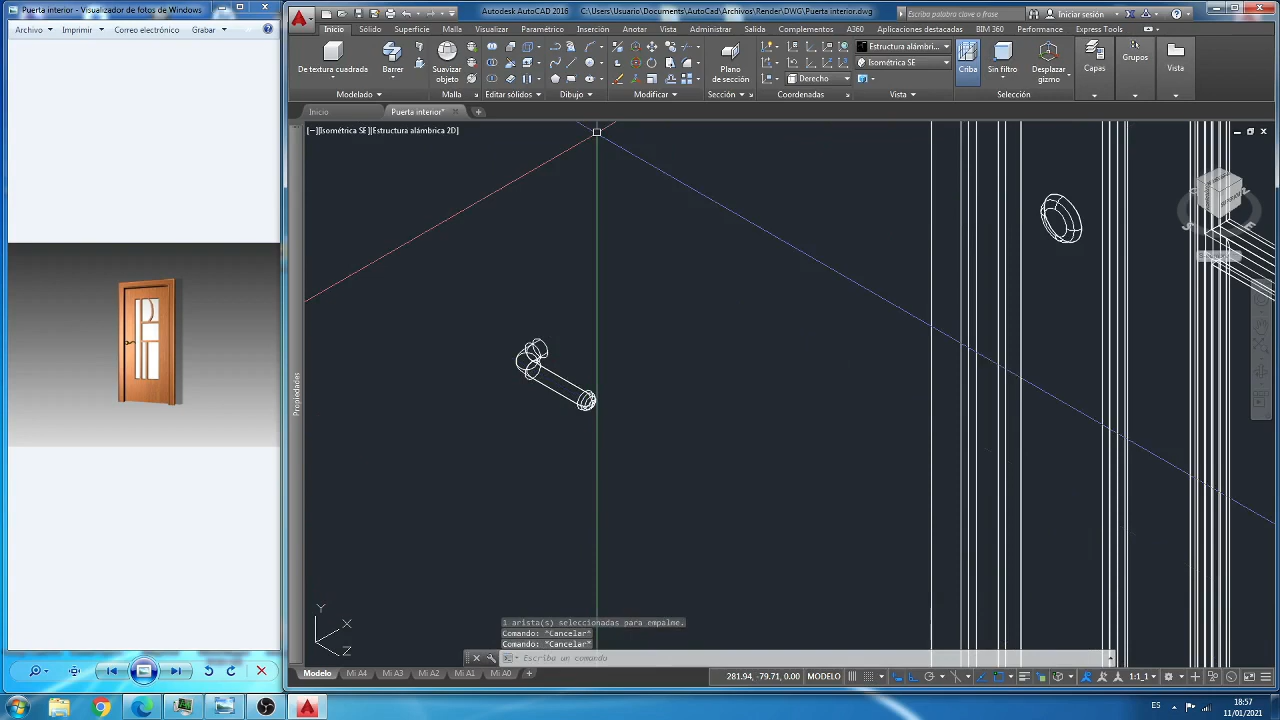 Puerta interior - Visualizador de fotos de Windows
Archivo
Imprimir
Correo electrónico
Grabar
Autodesk AutoCAD 2016
C:\Users\Usuario\Documents\AutoCad\Archivos\Render\DWG\Puerta interior.dwg
Escriba palabra clave o frase
Iniciar sesión
Inicio
Sólido
Superficie
Malla
Visualizar
Paramétrico
Inserción
Anotar
Vista
Administrar
Salida
Complementos
A360
Aplicaciones destacadas
BIM 360
Performance
Express Tools
De textura cuadrada
Barrer
Suavizar objeto
Plano de sección
Derecho
Estructura alámbri...
Isométrica SE
Criba
Sin filtro
Desplazar gizmo
Capas
Grupos
Vista
Modelado
Malla
Editar sólidos
Dibujo
Modificar
Sección
Coordenadas
Vista
Selección
Inicio
Puerta interior*
[−][Isométrica SE][Estructura alámbrica 2D]
Propiedades
Y
X
Z
1 arista(s) seleccionadas para empalme.
Comando: *Cancelar*
Comando: *Cancelar*
Escriba un comando
Modelo
Mi A4
Mi A3
Mi A2
Mi A1
Mi A0
281.94, -79.71, 0.00
MODELO
1:1_1
ES
18:57
11/01/2021